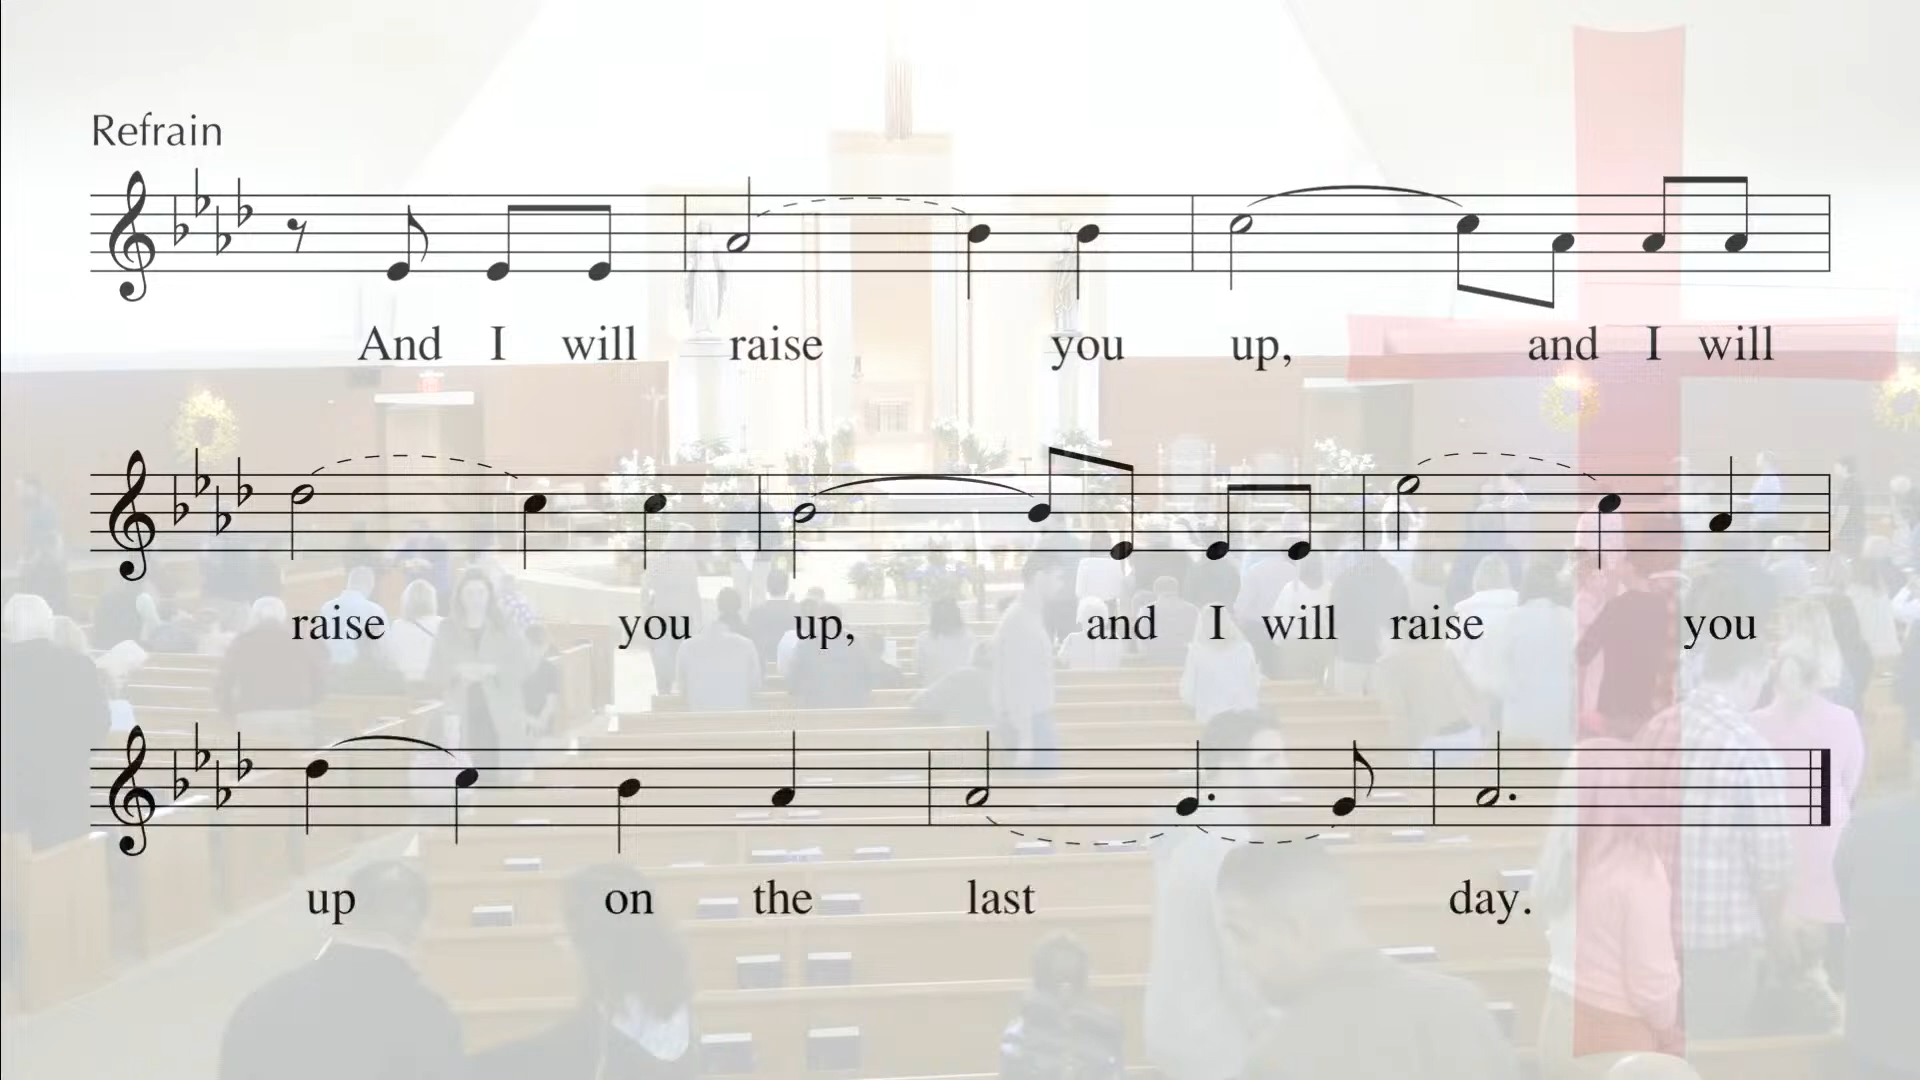 Refrain
And I will raise you up, and I will
raise you up, and I will raise you
up on the last day.